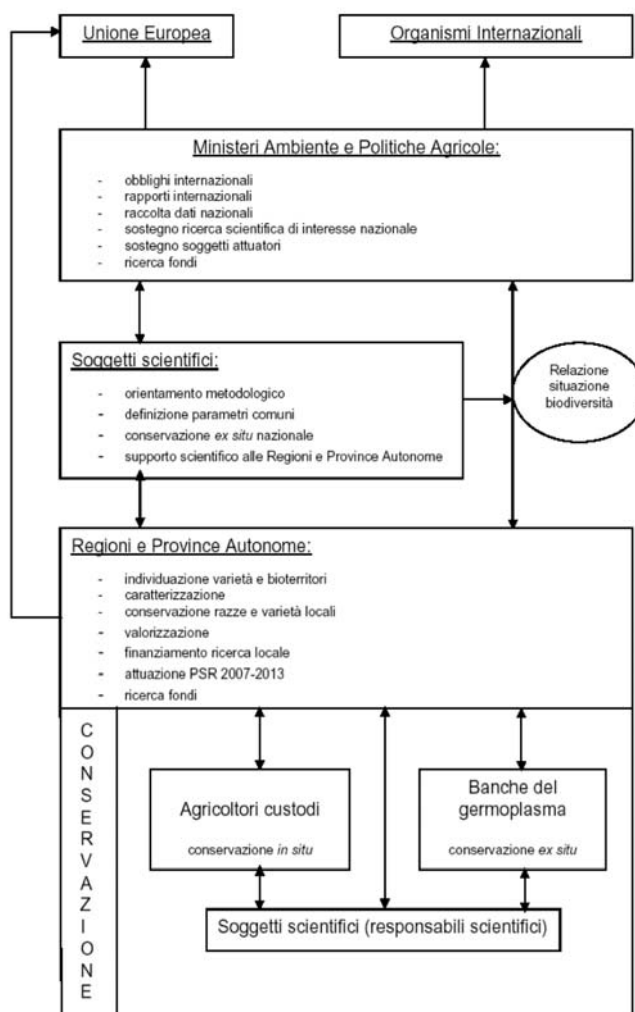 Unione Europea
Organismi Internazionali
Ministeri Ambiente e Politiche Agricole:
- obblighi internazionali
- rapporti internazionali
- raccolta dati nazionali
- sostegno ricerca scientifica di interesse nazionale
- sostegno soggetti attuatori
- ricerca fondi
Soggetti scientifici:
- orientamento metodologico
- definizione parametri comuni
- conservazione ex situ nazionale
- supporto scientifico alle Regioni e Province Autonome
Relazione
situazione
biodiversità
Regioni e Province Autonome:
- individuazione varietà e bioterritori
- caratterizzazione
- conservazione razze e varietà locali
- valorizzazione
- finanziamento ricerca locale
- attuazione PSR 2007-2013
- ricerca fondi
CONSERVAZIONE
Agricoltori custodi
conservazione in situ
Banche del
germoplasma
conservazione ex situ
Soggetti scientifici (responsabili scientifici)